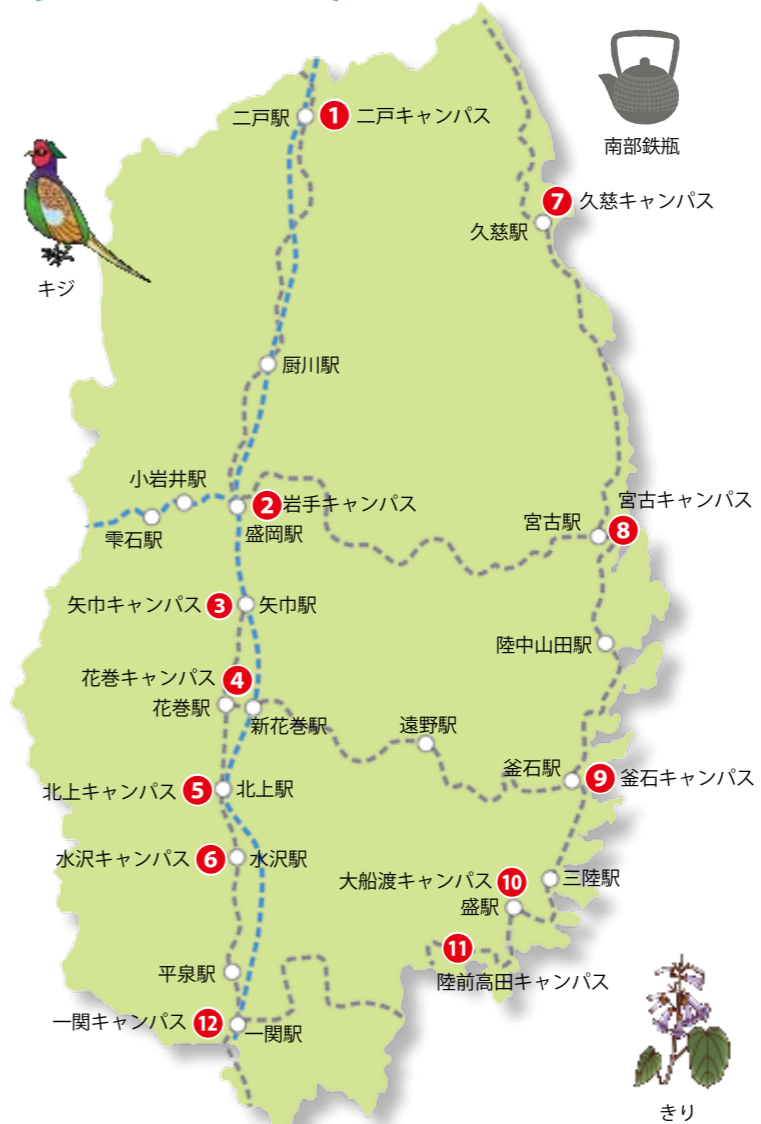 二戸駅 1 二戸キャンパス
南部鉄瓶
7 久慈キャンパス
久慈駅
キジ
厨川駅
小岩井駅
雫石駅
2 岩手キャンパス
盛岡駅
宮古キャンパス
宮古駅 8
矢巾キャンパス 3 矢巾駅
陸中山田駅
花巻キャンパス 4
花巻駅
新花巻駅
遠野駅
釜石駅 9 釜石キャンパス
北上キャンパス 5 北上駅
水沢キャンパス 6 水沢駅
大船渡キャンパス 10 三陸駅
盛駅
11
陸前高田キャンパス
平泉駅
一関キャンパス 12 一関駅
きり